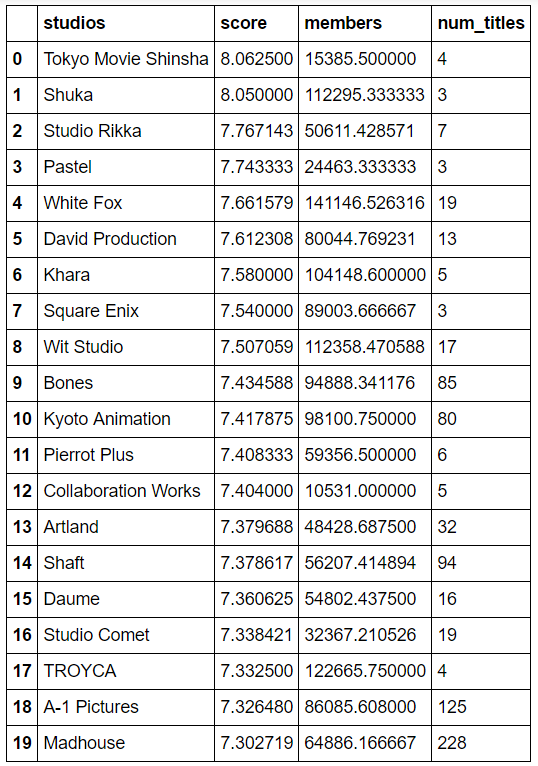 studios score members num_titles
0 Tokyo Movie Shinsha 8.062500 15385.500000 4
1 Shuka 8.050000 112295.333333 3
2 Studio Rikka 7.767143 50611.428571 7
3 Pastel 7.743333 24463.333333 3
4 White Fox 7.661579 141146.526316 19
5 David Production 7.612308 80044.769231 13
6 Khara 7.580000 104148.600000 5
7 Square Enix 7.540000 89003.666667 3
8 Wit Studio 7.507059 112358.470588 17
9 Bones 7.434588 94888.341176 85
10 Kyoto Animation 7.417875 98100.750000 80
11 Pierrot Plus 7.408333 59356.500000 6
12 Collaboration Works 7.404000 10531.000000 5
13 Artland 7.379688 48428.687500 32
14 Shaft 7.378617 56207.414894 94
15 Daume 7.360625 54802.437500 16
16 Studio Comet 7.338421 32367.210526 19
17 TROYCA 7.332500 122665.750000 4
18 A-1 Pictures 7.326480 86085.608000 125
19 Madhouse 7.302719 64886.166667 228